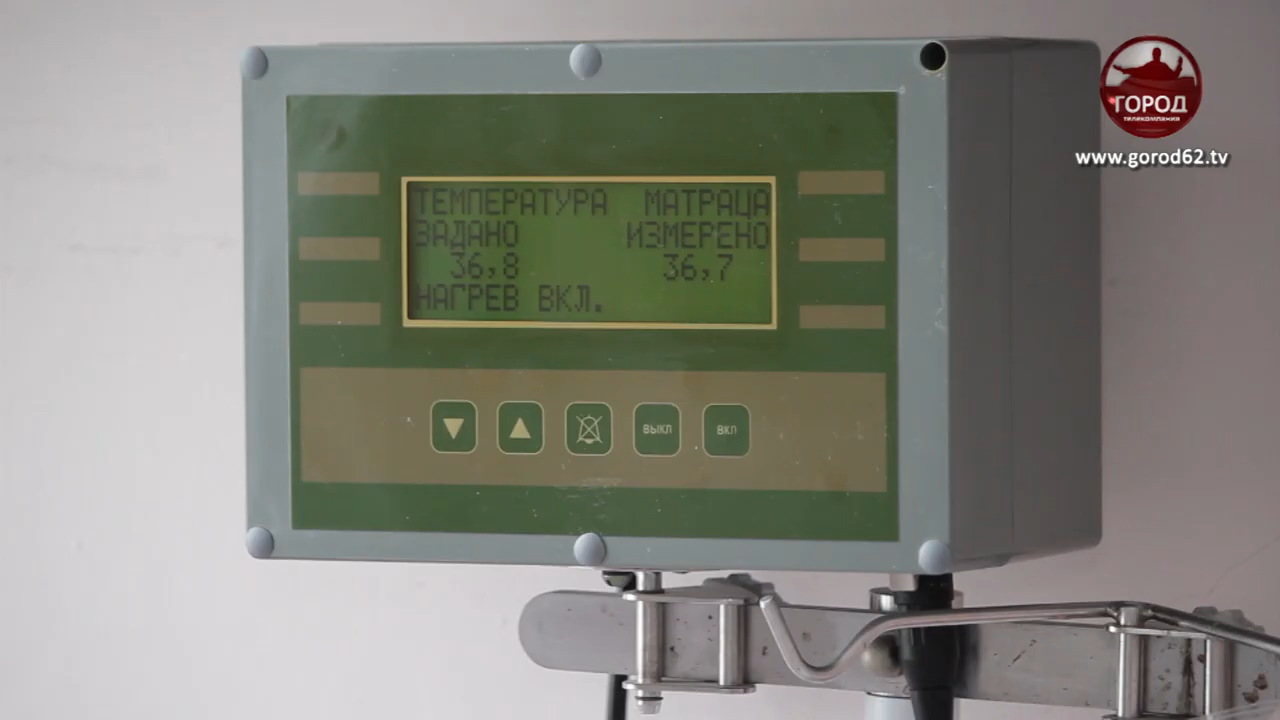 ГОРОД
телекомпания
www.gorod62.tv
ТЕМПЕРАТУРА МАТРАЦА
ЗАДАНО ИЗМЕРЕНО
36,8 36,7
НАГРЕВ ВКЛ.
ВЫКЛ ВКЛ